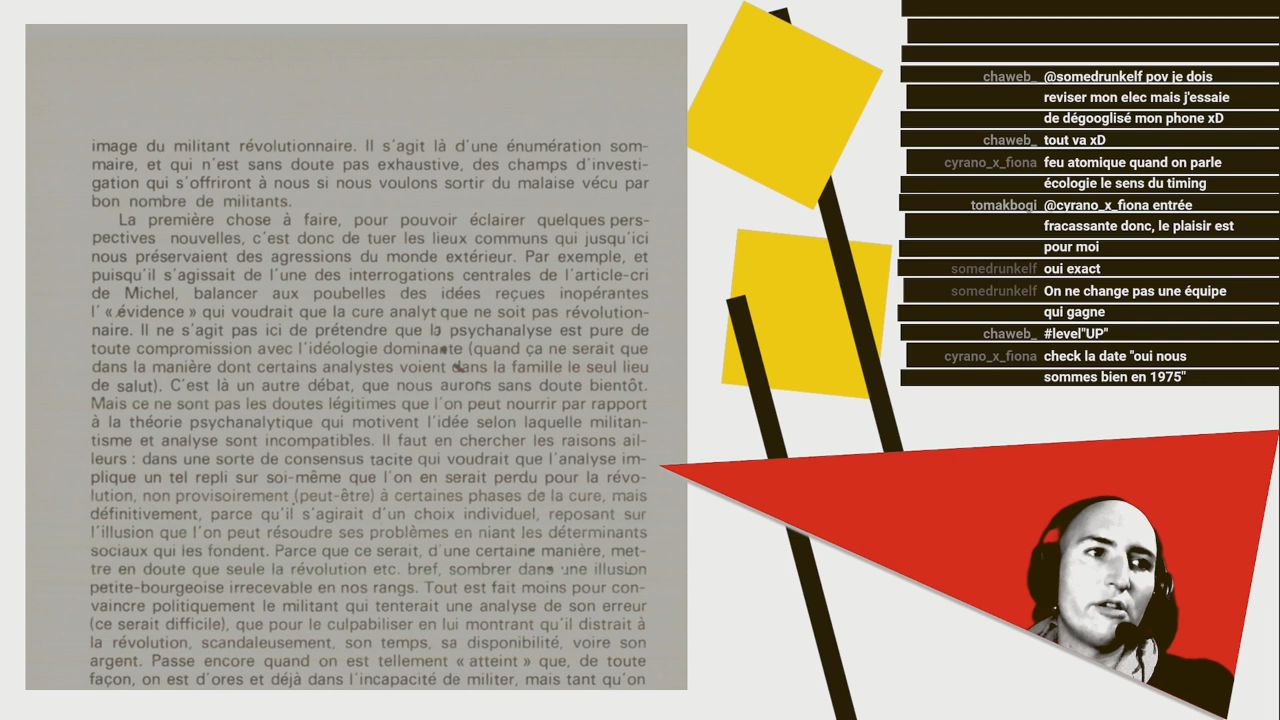 image du militant révolutionnaire. Il s'agit là d'une énumération som-
maire, et qui n'est sans doute pas exhaustive, des champs d'investi-
gation qui s'offriront à nous si nous voulons sortir du malaise vécu par
bon nombre de militants.
La première chose à faire, pour pouvoir éclairer quelques pers-
pectives nouvelles, c'est donc de tuer les lieux communs qui jusqu'ici
nous préservaient des agressions du monde extérieur. Par exemple, et
puisqu'il s'agissait de l'une des interrogations centrales de l'article-cri
de Michel, balancer aux poubelles des idées reçues inopérantes
l'« évidence » qui voudrait que la cure analytique ne soit pas révolution-
naire. Il ne s'agit pas ici de prétendre que la psychanalyse est pure de
toute compromission avec l'idéologie dominante (quand ça ne serait que
dans la manière dont certains analystes voient dans la famille le seul lieu
de salut). C'est là un autre débat, que nous aurons sans doute bientôt.
Mais ce ne sont pas les doutes légitimes que l'on peut nourrir par rapport
à la théorie psychanalytique qui motivent l'idée selon laquelle militan-
tisme et analyse sont incompatibles. Il faut en chercher les raisons ail-
leurs : dans une sorte de consensus tacite qui voudrait que l'analyse im-
plique un tel repli sur soi-même que l'on en serait perdu pour la révo-
lution, non provisoirement (peut-être) à certaines phases de la cure, mais
définitivement, parce qu'il s'agirait d'un choix individuel, reposant sur
l'illusion que l'on peut résoudre ses problèmes en niant les déterminants
sociaux qui les fondent. Parce que ce serait, d'une certaine manière, met-
tre en doute que seule la révolution etc. bref, sombrer dans une illusion
petite-bourgeoise irrecevable en nos rangs. Tout est fait moins pour con-
vaincre politiquement le militant qui tenterait une analyse de son erreur
(ce serait difficile), que pour le culpabiliser en lui montrant qu'il distrait à
la révolution, scandaleusement, son temps, sa disponibilité, voire son
argent. Passe encore quand on est tellement « atteint » que, de toute
façon, on est d'ores et déjà dans l'incapacité de militer, mais tant qu'on
chaweb_ @somedrunkelf pov je dois
reviser mon elec mais j'essaie
de dégooglisé mon phone xD
chaweb_ tout va xD
cyrano_x_fiona feu atomique quand on parle
écologie le sens du timing
tomakbogi @cyrano_x_fiona entrée
fracassante donc, le plaisir est
pour moi
somedrunkelf oui exact
somedrunkelf On ne change pas une équipe
qui gagne
chaweb_ #level"UP"
cyrano_x_fiona check la date "oui nous
sommes bien en 1975"